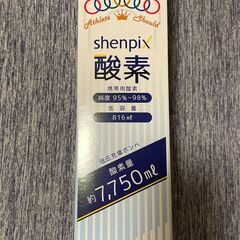 Athlete Should
shenpix
酸素
携帯用酸素
純度 95%~98%
缶容量
816ml
低圧充填ボンベ
酸素量
約7,750ml